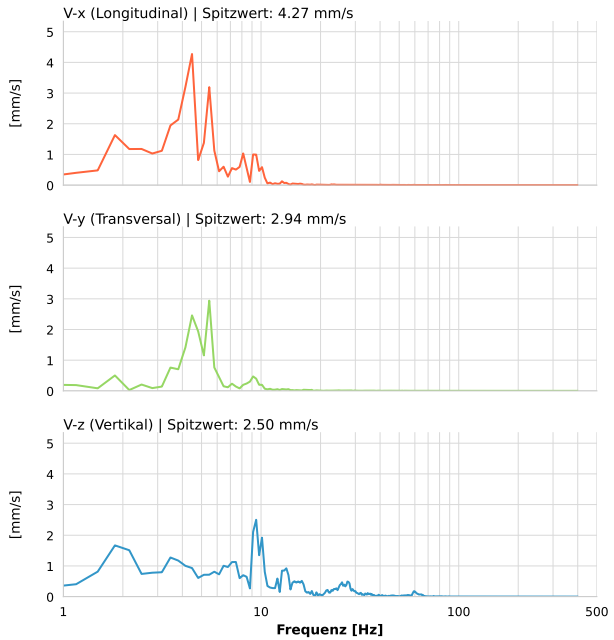 V-x (Longitudinal) | Spitzwert: 4.27 mm/s
5
4
3
2
1
0
[mm/s]
V-y (Transversal) | Spitzwert: 2.94 mm/s
5
4
3
2
1
0
[mm/s]
V-z (Vertikal) | Spitzwert: 2.50 mm/s
5
4
3
2
1
0
[mm/s]
1 10 100 500
Frequenz [Hz]